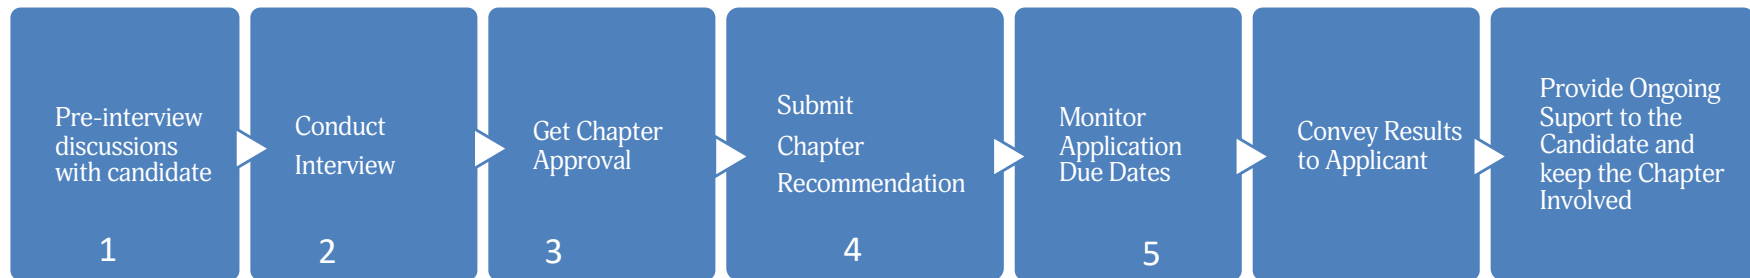 Pre-interview
discussions
with candidate
1
Conduct
Interview
2
Get Chapter
Approval
3
Submit
Chapter
Recommendation
4
Monitor
Application
Due Dates
5
Convey Results
to Applicant
Provide Ongoing
Suport to the
Candidate and
keep the Chapter
Involved